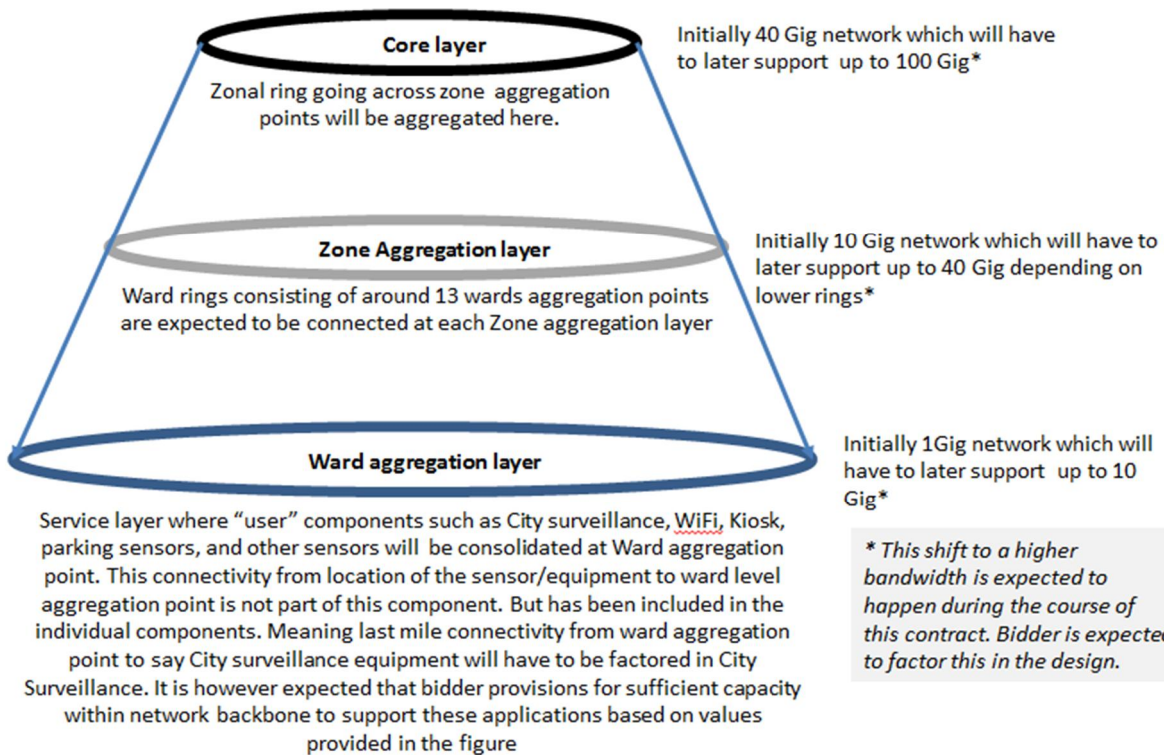 Core layer
Initially 40 Gig network which will have
to later support up to 100 Gig*
Zonal ring going across zone aggregation
points will be aggregated here.
Zone Aggregation layer
Initially 10 Gig network which will have to
later support up to 40 Gig depending on
lower rings*
Ward rings consisting of around 13 wards aggregation points
are expected to be connected at each Zone aggregation layer
Ward aggregation layer
Initially 1Gig network which will
have to later support up to 10
Gig*
Service layer where “user” components such as City surveillance, WiFi, Kiosk,
parking sensors, and other sensors will be consolidated at Ward aggregation
point. This connectivity from location of the sensor/equipment to ward level
aggregation point is not part of this component. But has been included in the
individual components. Meaning last mile connectivity from ward aggregation
point to say City surveillance equipment will have to be factored in City
Surveillance. It is however expected that bidder provisions for sufficient capacity
within network backbone to support these applications based on values
provided in the figure
* This shift to a higher
bandwidth is expected to
happen during the course of
this contract. Bidder is expected
to factor this in the design.